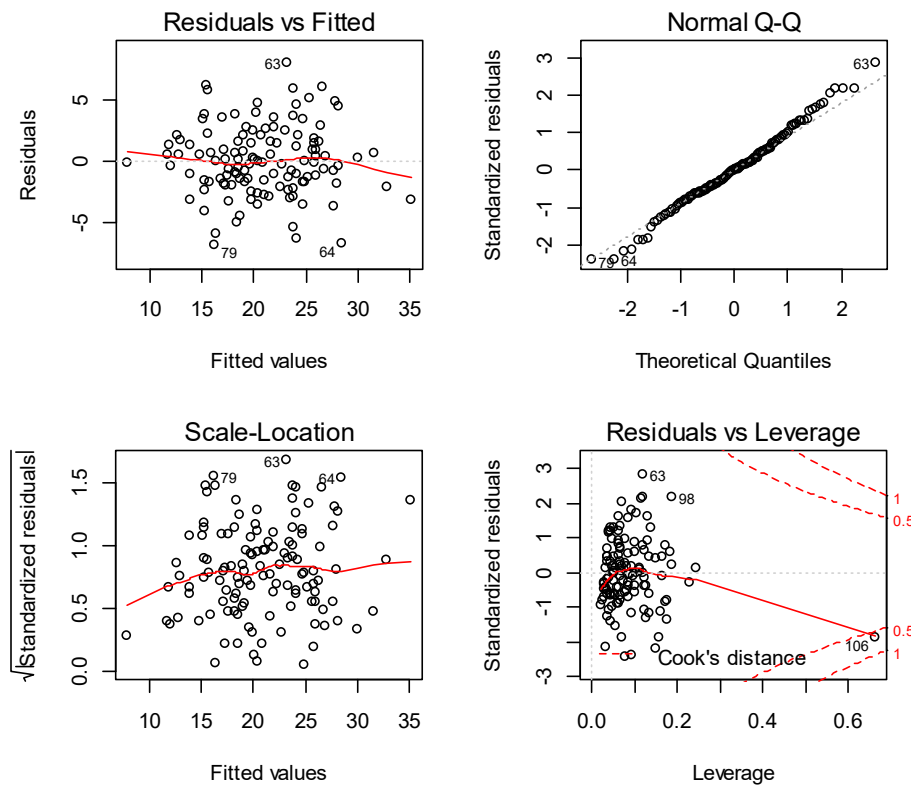 Residuals vs Fitted
Residuals
5
0
-5
63
79
64
10 15 20 25 30 35
Fitted values
Normal Q-Q
Standardized residuals
3
2
1
0
-1
-2
63
79 64
-2 -1 0 1 2
Theoretical Quantiles
Scale-Location
√|Standardized residuals|
1.5
1.0
0.5
0.0
79
63
64
10 15 20 25 30 35
Fitted values
Residuals vs Leverage
Standardized residuals
3
2
1
0
-1
-3
63
98
106
Cook's distance
1
0.5
0.5
1
0.0 0.2 0.4 0.6
Leverage